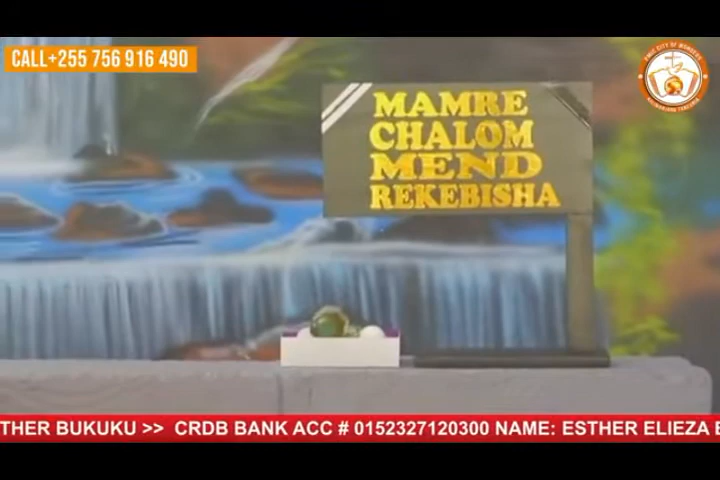 CALL+255 756 916 490
MAMRE
CHALOM
MEND
REKEBISHA
THER BUKUKU >> CRDB BANK ACC # 0152327120300 NAME: ESTHER ELIEZA